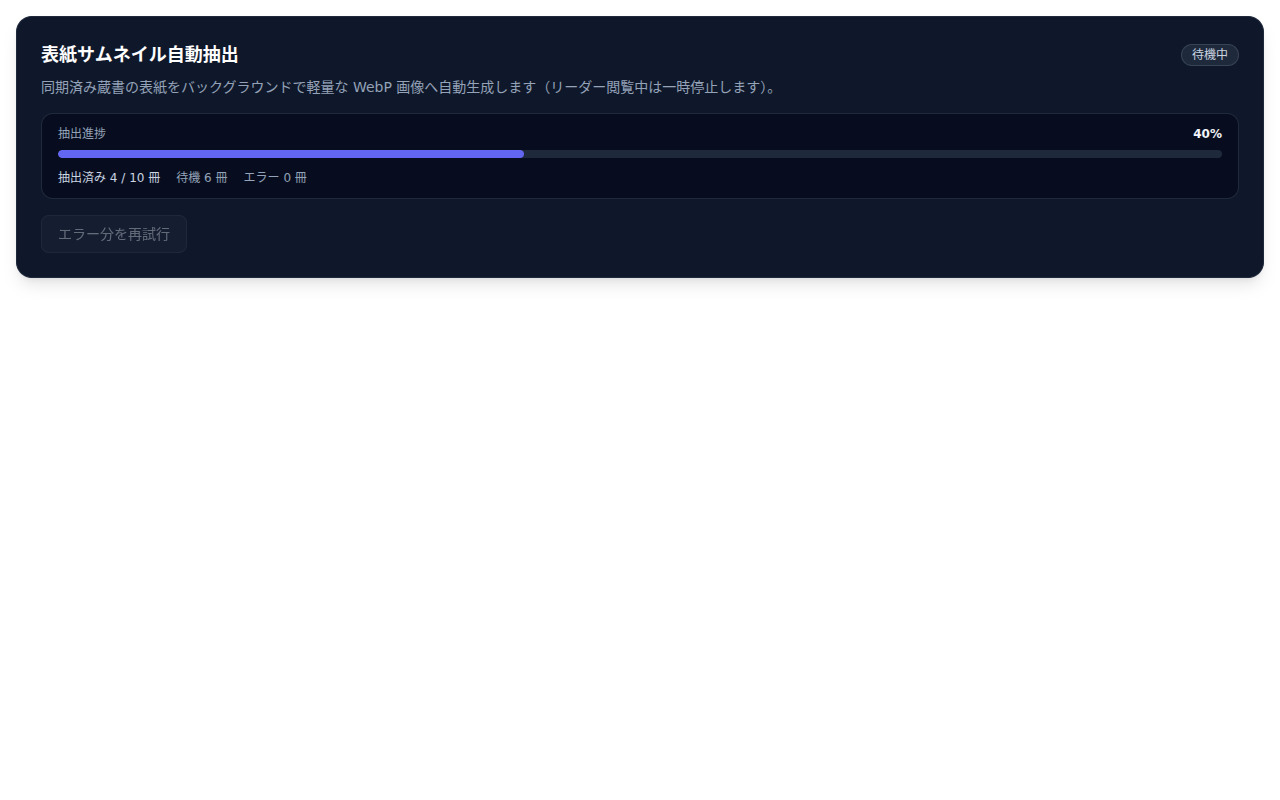 表紙サムネイル自動抽出
待機中
同期済み蔵書の表紙をバックグラウンドで軽量な WebP 画像へ自動生成します（リーダー閲覧中は一時停止します）。
抽出進捗
40%
抽出済み 4 / 10 冊 待機 6 冊 エラー 0 冊
エラー分を再試行